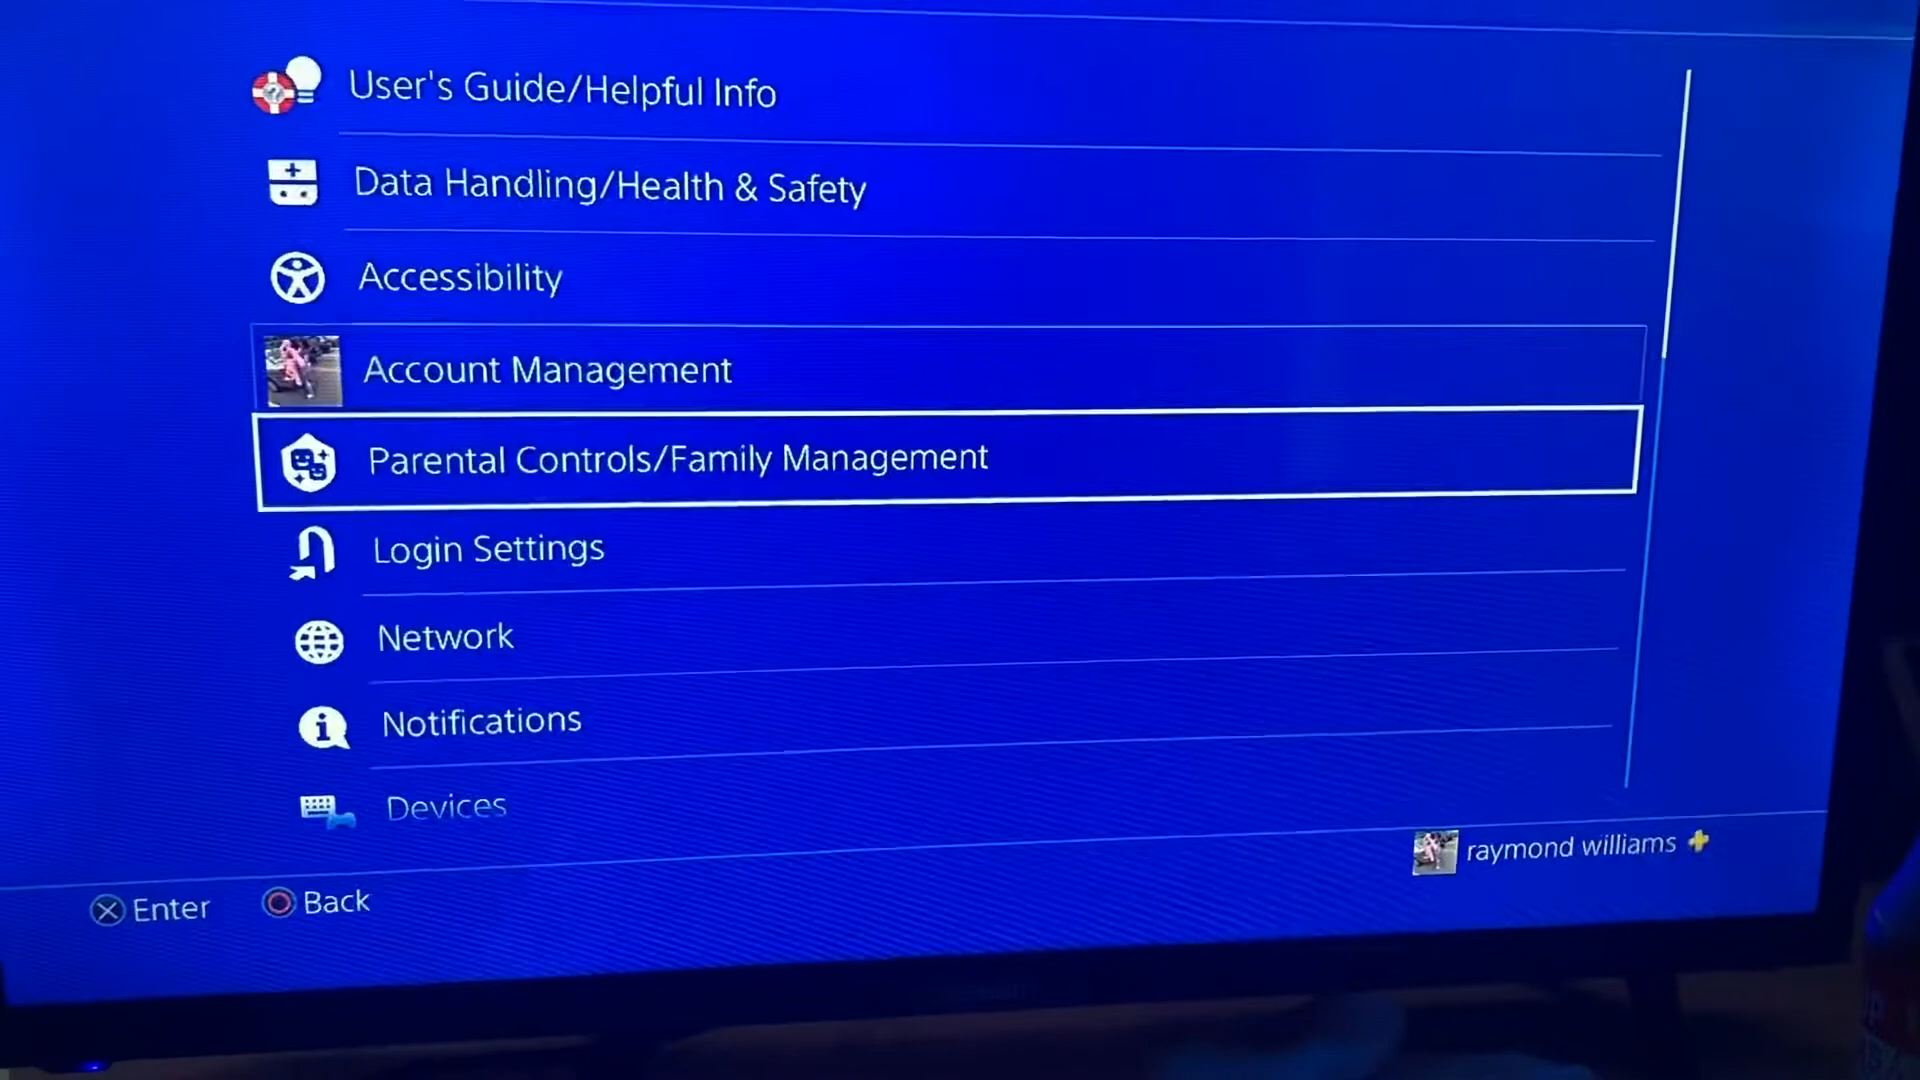 User's Guide/Helpful Info
Data Handling/Health & Safety
Accessibility
Account Management
Parental Controls/Family Management
Login Settings
Network
Notifications
Devices
raymond williams
Enter
Back